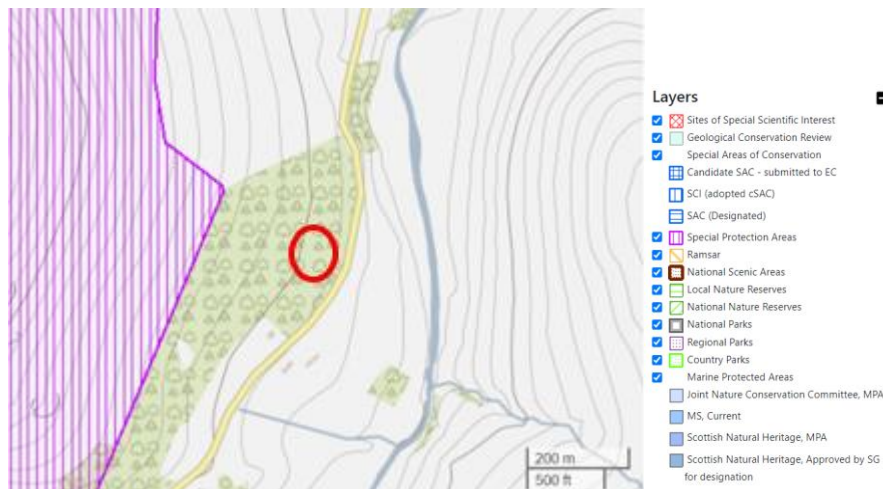 Layers
Sites of Special Scientific Interest
Geological Conservation Review
Special Areas of Conservation
Candidate SAC - submitted to EC
SCI (adopted cSAC)
SAC (Designated)
Special Protection Areas
Ramsar
National Scenic Areas
Local Nature Reserves
National Nature Reserves
National Parks
Regional Parks
Country Parks
Marine Protected Areas
Joint Nature Conservation Committee, MPA
MS, Current
Scottish Natural Heritage, MPA
Scottish Natural Heritage, Approved by SG
for designation
200 m
500 ft